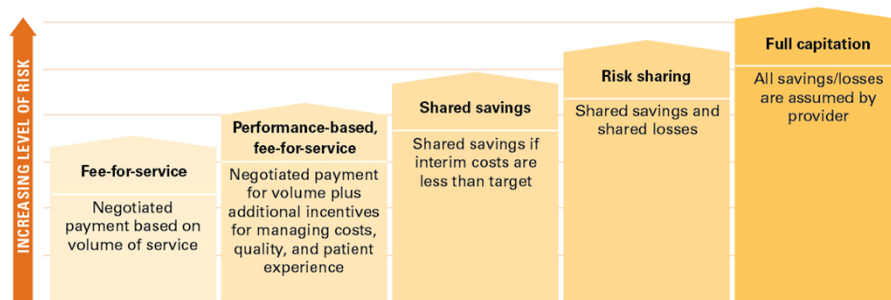 INCREASING LEVEL OF RISK
Fee-for-service
Negotiated
payment based on
volume of service
Performance-based,
fee-for-service
Negotiated payment
for volume plus
additional incentives
for managing costs,
quality, and patient
experience
Shared savings
Shared savings if
interim costs are
less than target
Risk sharing
Shared savings and
shared losses
Full capitation
All savings/losses
are assumed by
provider